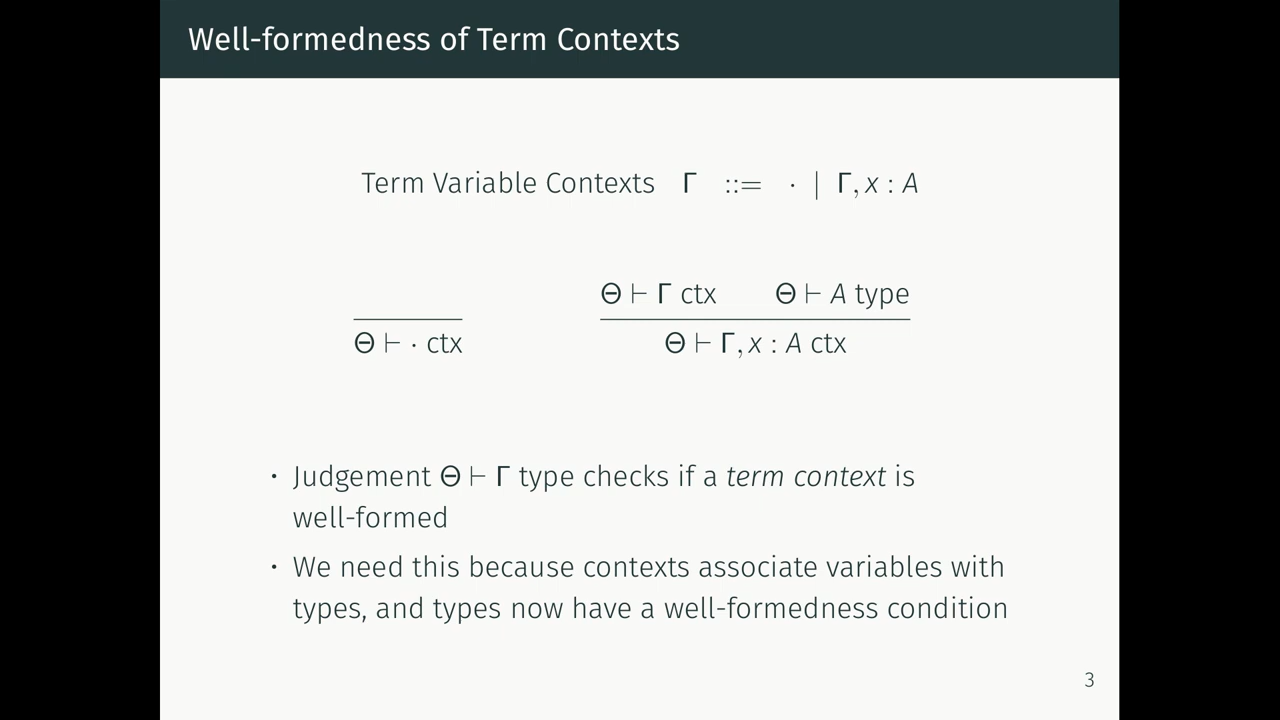 Well-formedness of Term Contexts
Term Variable Contexts Γ ::= · | Γ, x : A
Θ ⊢ Γ ctx Θ ⊢ A type
Θ ⊢ · ctx Θ ⊢ Γ, x : A ctx
· Judgement Θ ⊢ Γ type checks if a term context is
well-formed
· We need this because contexts associate variables with
types, and types now have a well-formedness condition
3